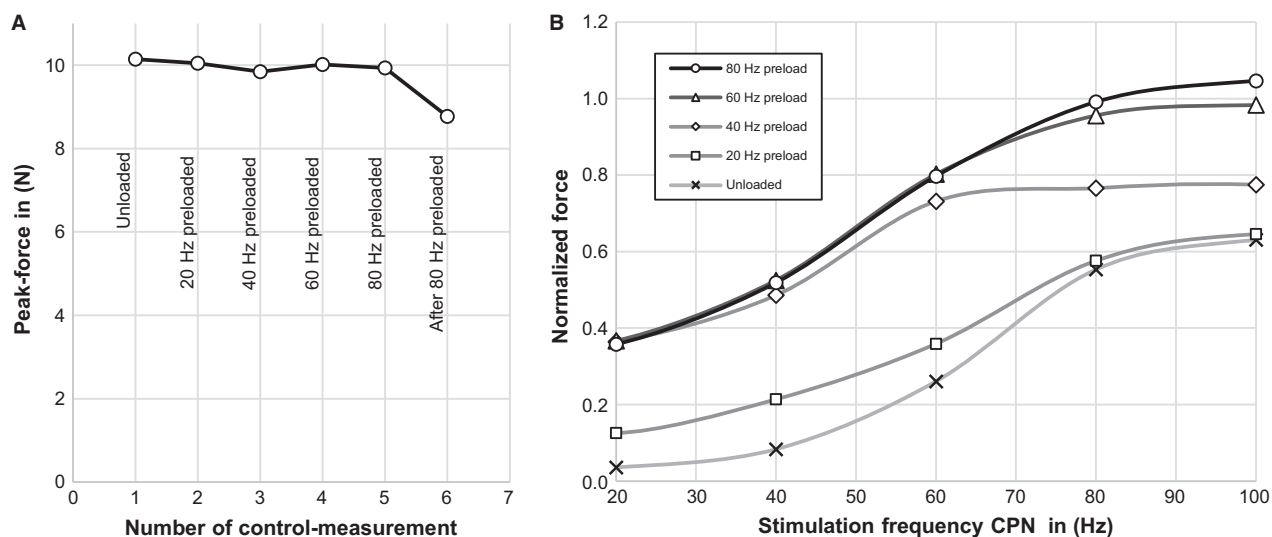 A
Peak-force in (N)
10
8
6
4
2
0
Unloaded
20 Hz preloaded
40 Hz preloaded
60 Hz preloaded
80 Hz preloaded
After 80 Hz preloaded
0 1 2 3 4 5 6 7
Number of control-measurement
B
Normalized force
1.2
1.0
0.8
0.6
0.4
0.2
0.0
80 Hz preload
60 Hz preload
40 Hz preload
20 Hz preload
Unloaded
20 30 40 50 60 70 80 90 100
Stimulation frequency CPN in (Hz)